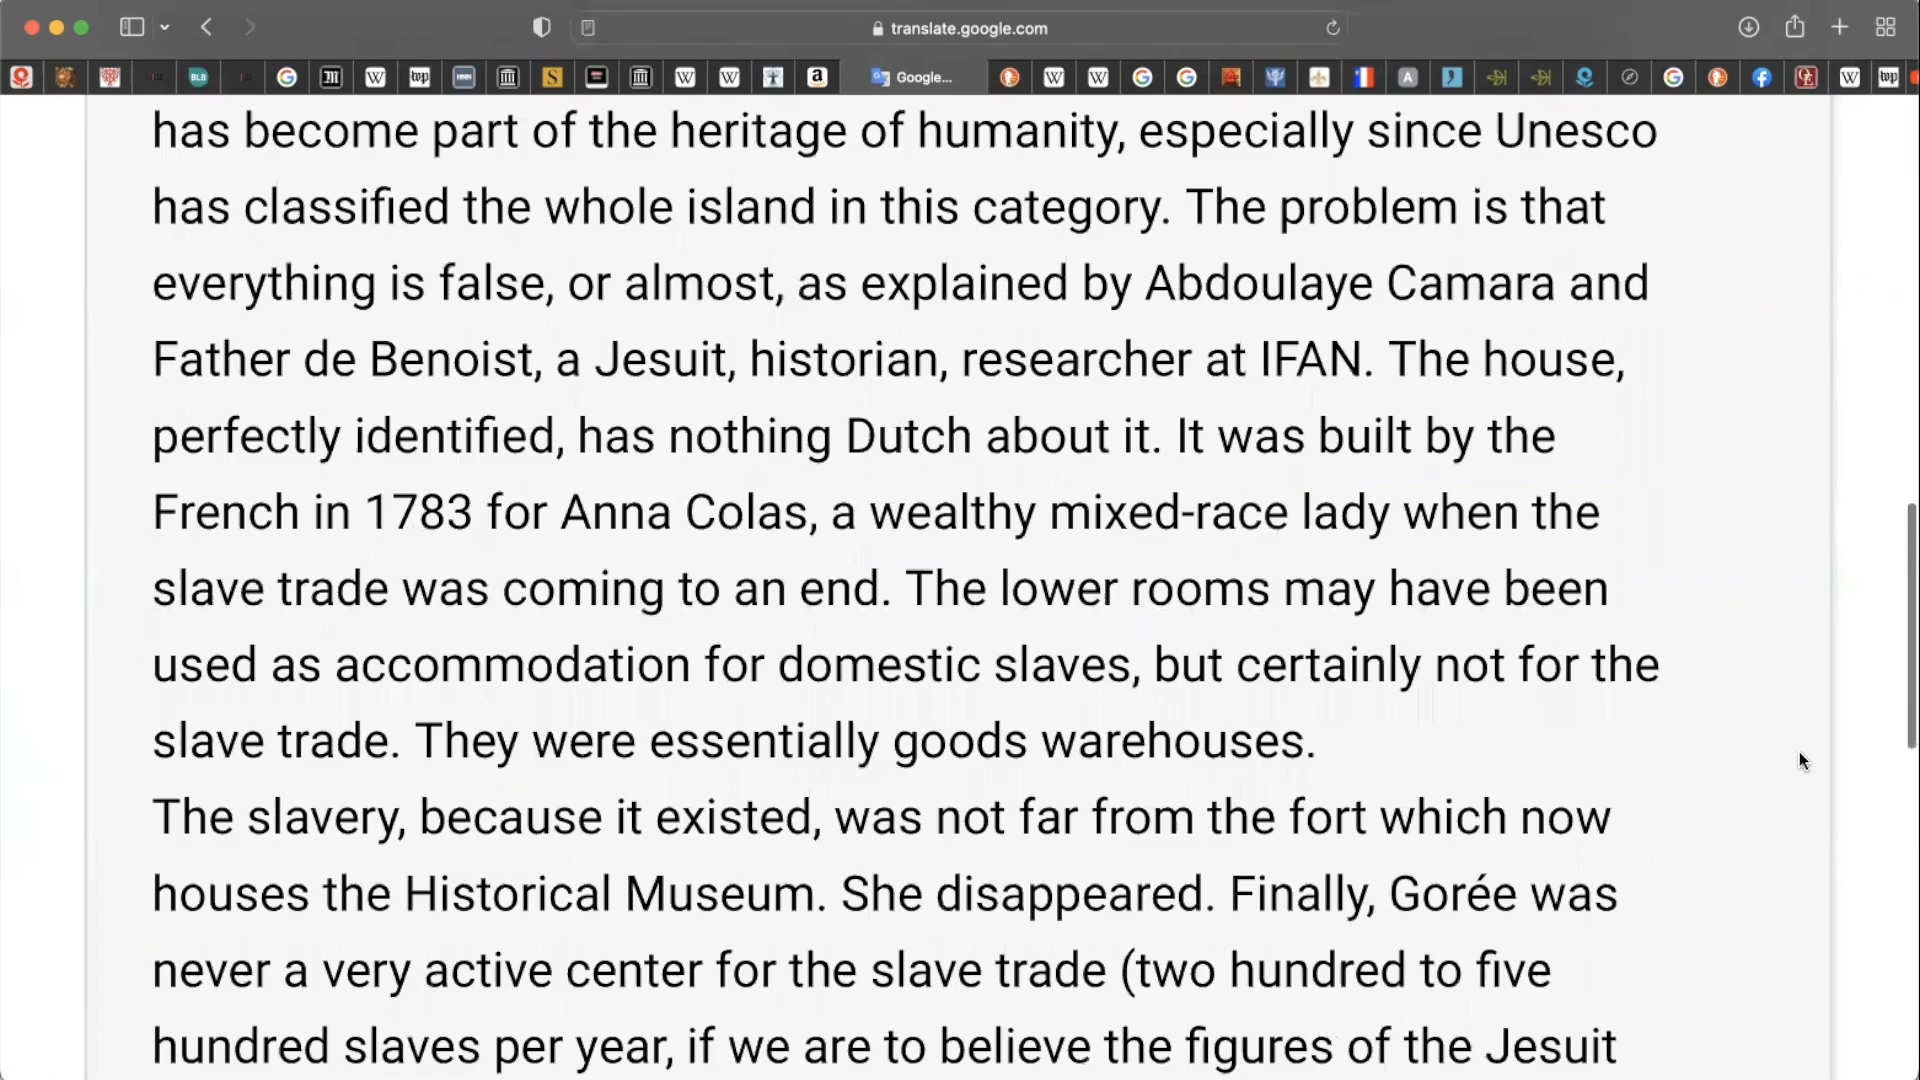 translate.google.com
BLB
Google...
has become part of the heritage of humanity, especially since Unesco
has classified the whole island in this category. The problem is that
everything is false, or almost, as explained by Abdoulaye Camara and
Father de Benoist, a Jesuit, historian, researcher at IFAN. The house,
perfectly identified, has nothing Dutch about it. It was built by the
French in 1783 for Anna Colas, a wealthy mixed-race lady when the
slave trade was coming to an end. The lower rooms may have been
used as accommodation for domestic slaves, but certainly not for the
slave trade. They were essentially goods warehouses.
The slavery, because it existed, was not far from the fort which now
houses the Historical Museum. She disappeared. Finally, Gorée was
never a very active center for the slave trade (two hundred to five
hundred slaves per year, if we are to believe the figures of the Jesuit